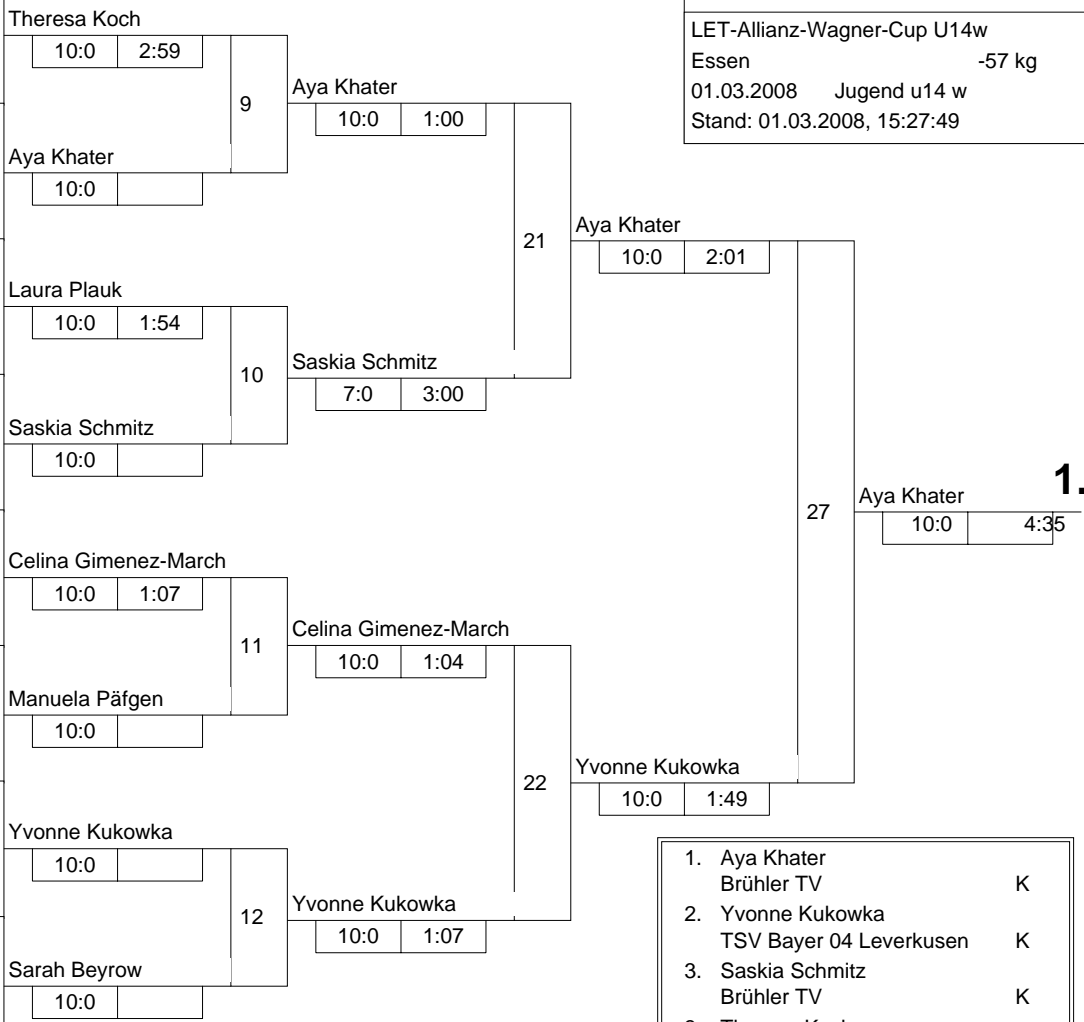 Theresa Koch
10:0 2:59
9
Aya Khater
10:0
Laura Plauk
10:0 1:54
10
Saskia Schmitz
10:0
Celina Gimenez-March
10:0 1:07
11
Manuela Päfgen
10:0
Yvonne Kukowka
10:0
12
Sarah Beyrow
10:0
Aya Khater
10:0 1:00
21
Saskia Schmitz
7:0 3:00
Celina Gimenez-March
10:0 1:04
22
Yvonne Kukowka
10:0 1:07
Aya Khater
10:0 2:01
27
Yvonne Kukowka
10:0 1:49
Aya Khater 1.
10:0 4:35
LET-Allianz-Wagner-Cup U14w
Essen -57 kg
01.03.2008 Jugend u14 w
Stand: 01.03.2008, 15:27:49
1. Aya Khater
Brühler TV K
2. Yvonne Kukowka
TSV Bayer 04 Leverkusen K
3. Saskia Schmitz
Brühler TV K